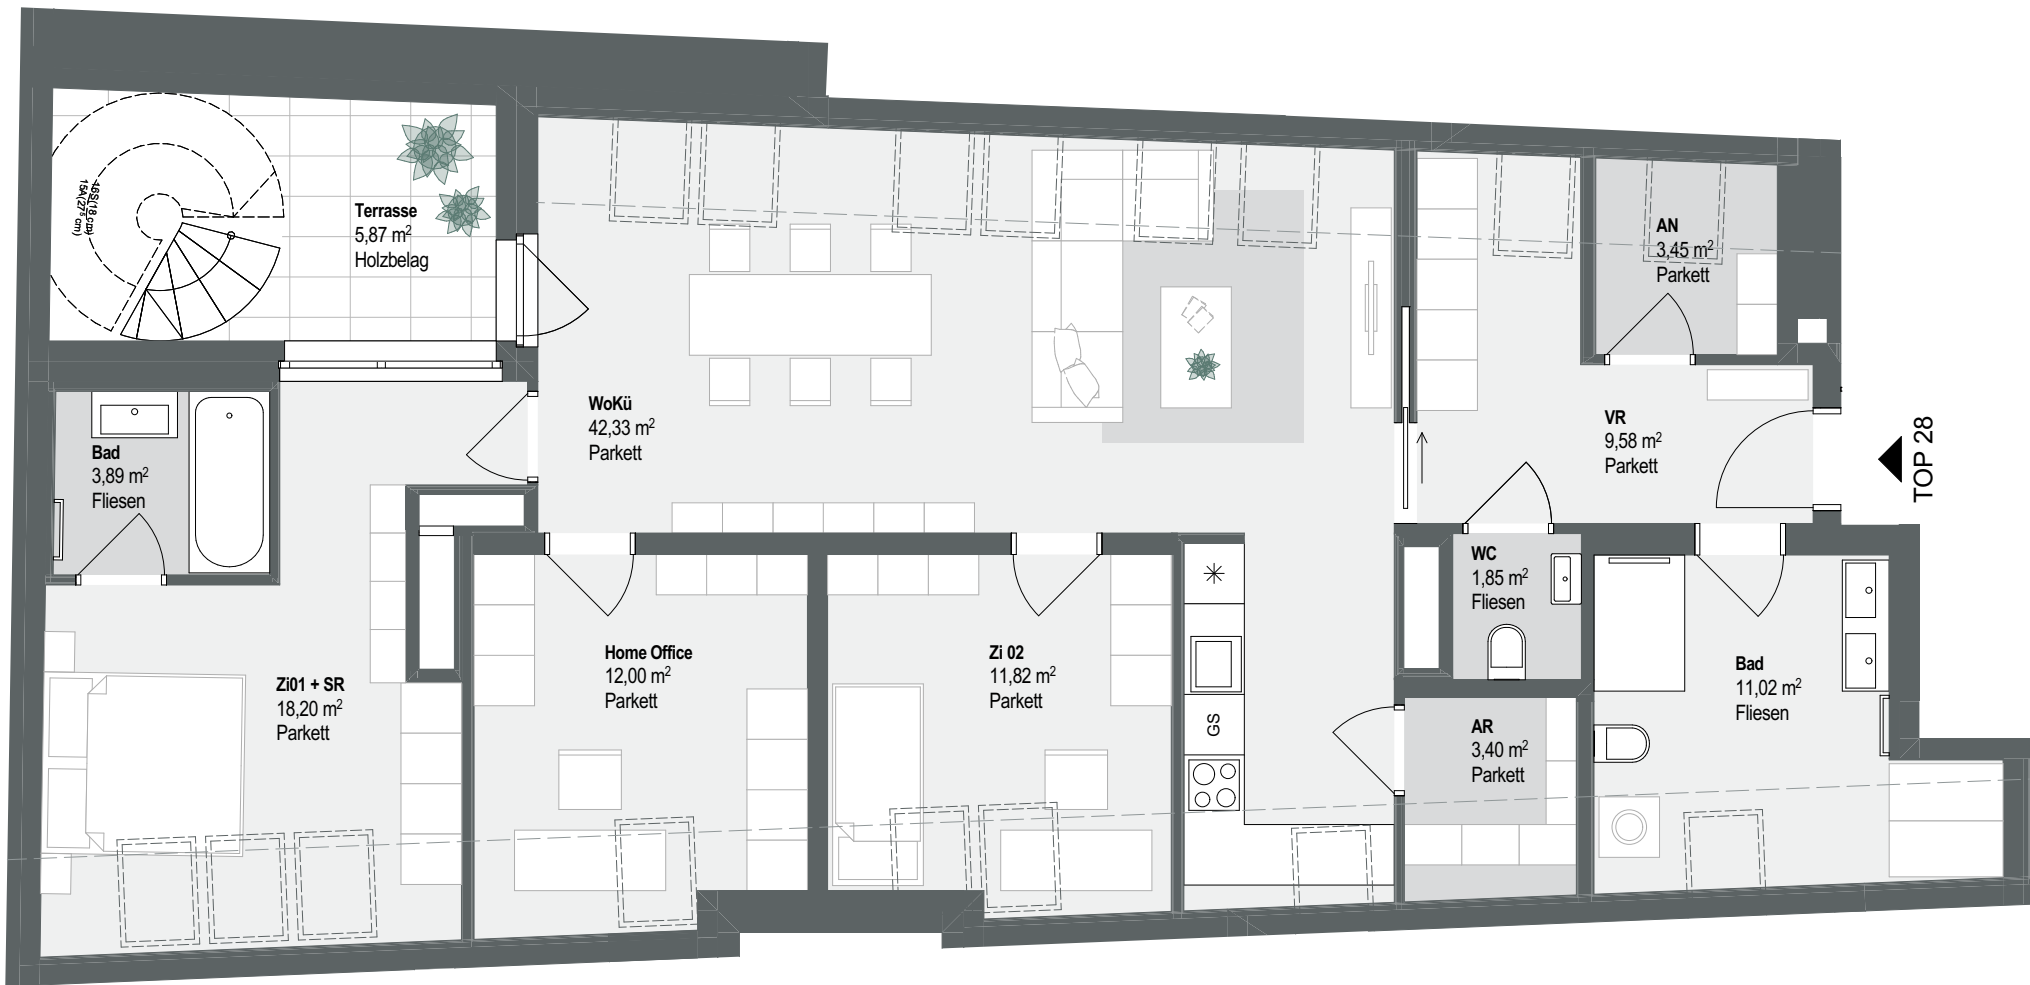 16S(18 cm)
15A(27⁵ cm)
Terrasse
5,87 m²
Holzbelag
AN
3,45 m²
Parkett
WoKü
42,33 m²
Parkett
VR
9,58 m²
Parkett
TOP 28
Bad
3,89 m²
Fliesen
WC
1,85 m²
Fliesen
Zi01 + SR
18,20 m²
Parkett
Home Office
12,00 m²
Parkett
Zi 02
11,82 m²
Parkett
GS
AR
3,40 m²
Parkett
Bad
11,02 m²
Fliesen